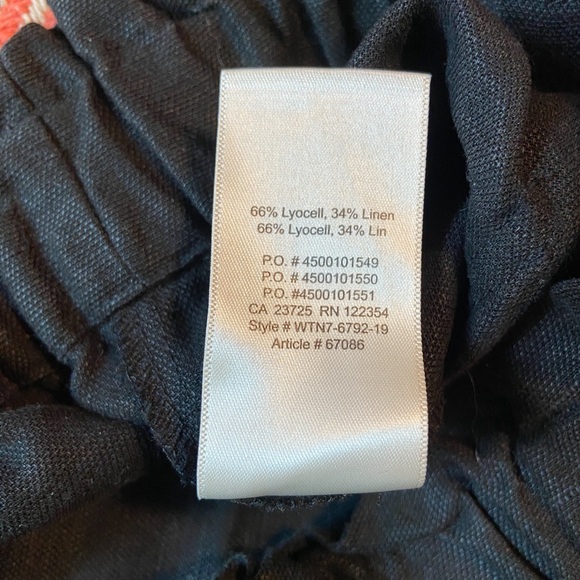 66% Lyocell, 34% Linen
66% Lyocell, 34% Lin
P.O. # 4500101549
P.O. # 4500101550
P.O. #4500101551
CA 23725 RN 122354
Style # WTN7-6792-19
Article # 67086